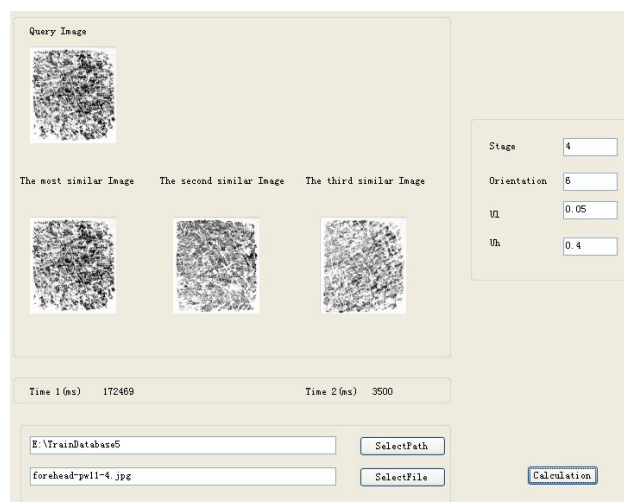 Query Image
The most similar Image The second similar Image The third similar Image
Stage 4
Orientation 6
Ul 0.05
Uh 0.4
Time 1(ms) 172469 Time 2(ms) 3500
E:\TrainDatabase5 SelectPath
forehead-pw11-4.jpg SelectFile
Calculation